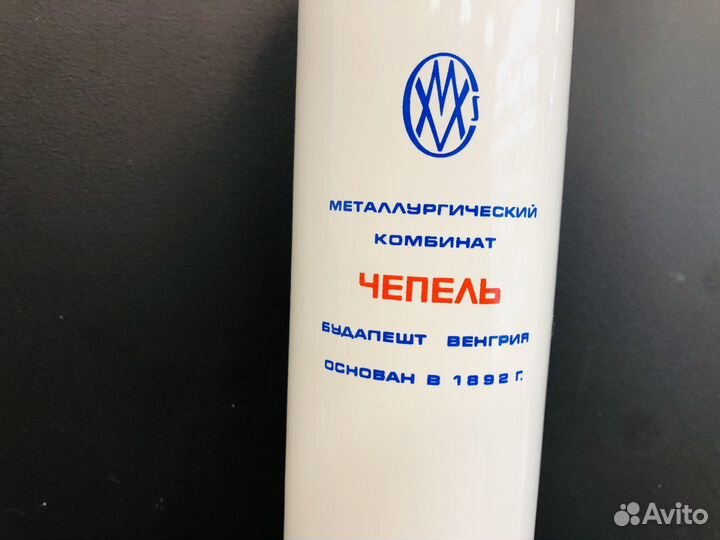 МЕТАЛЛУРГИЧЕСКИЙ
КОМБИНАТ
ЧЕПЕЛЬ
БУДАПЕШТ ВЕНГРИЯ
ОСНОВАН В 1892 Г.
Avito